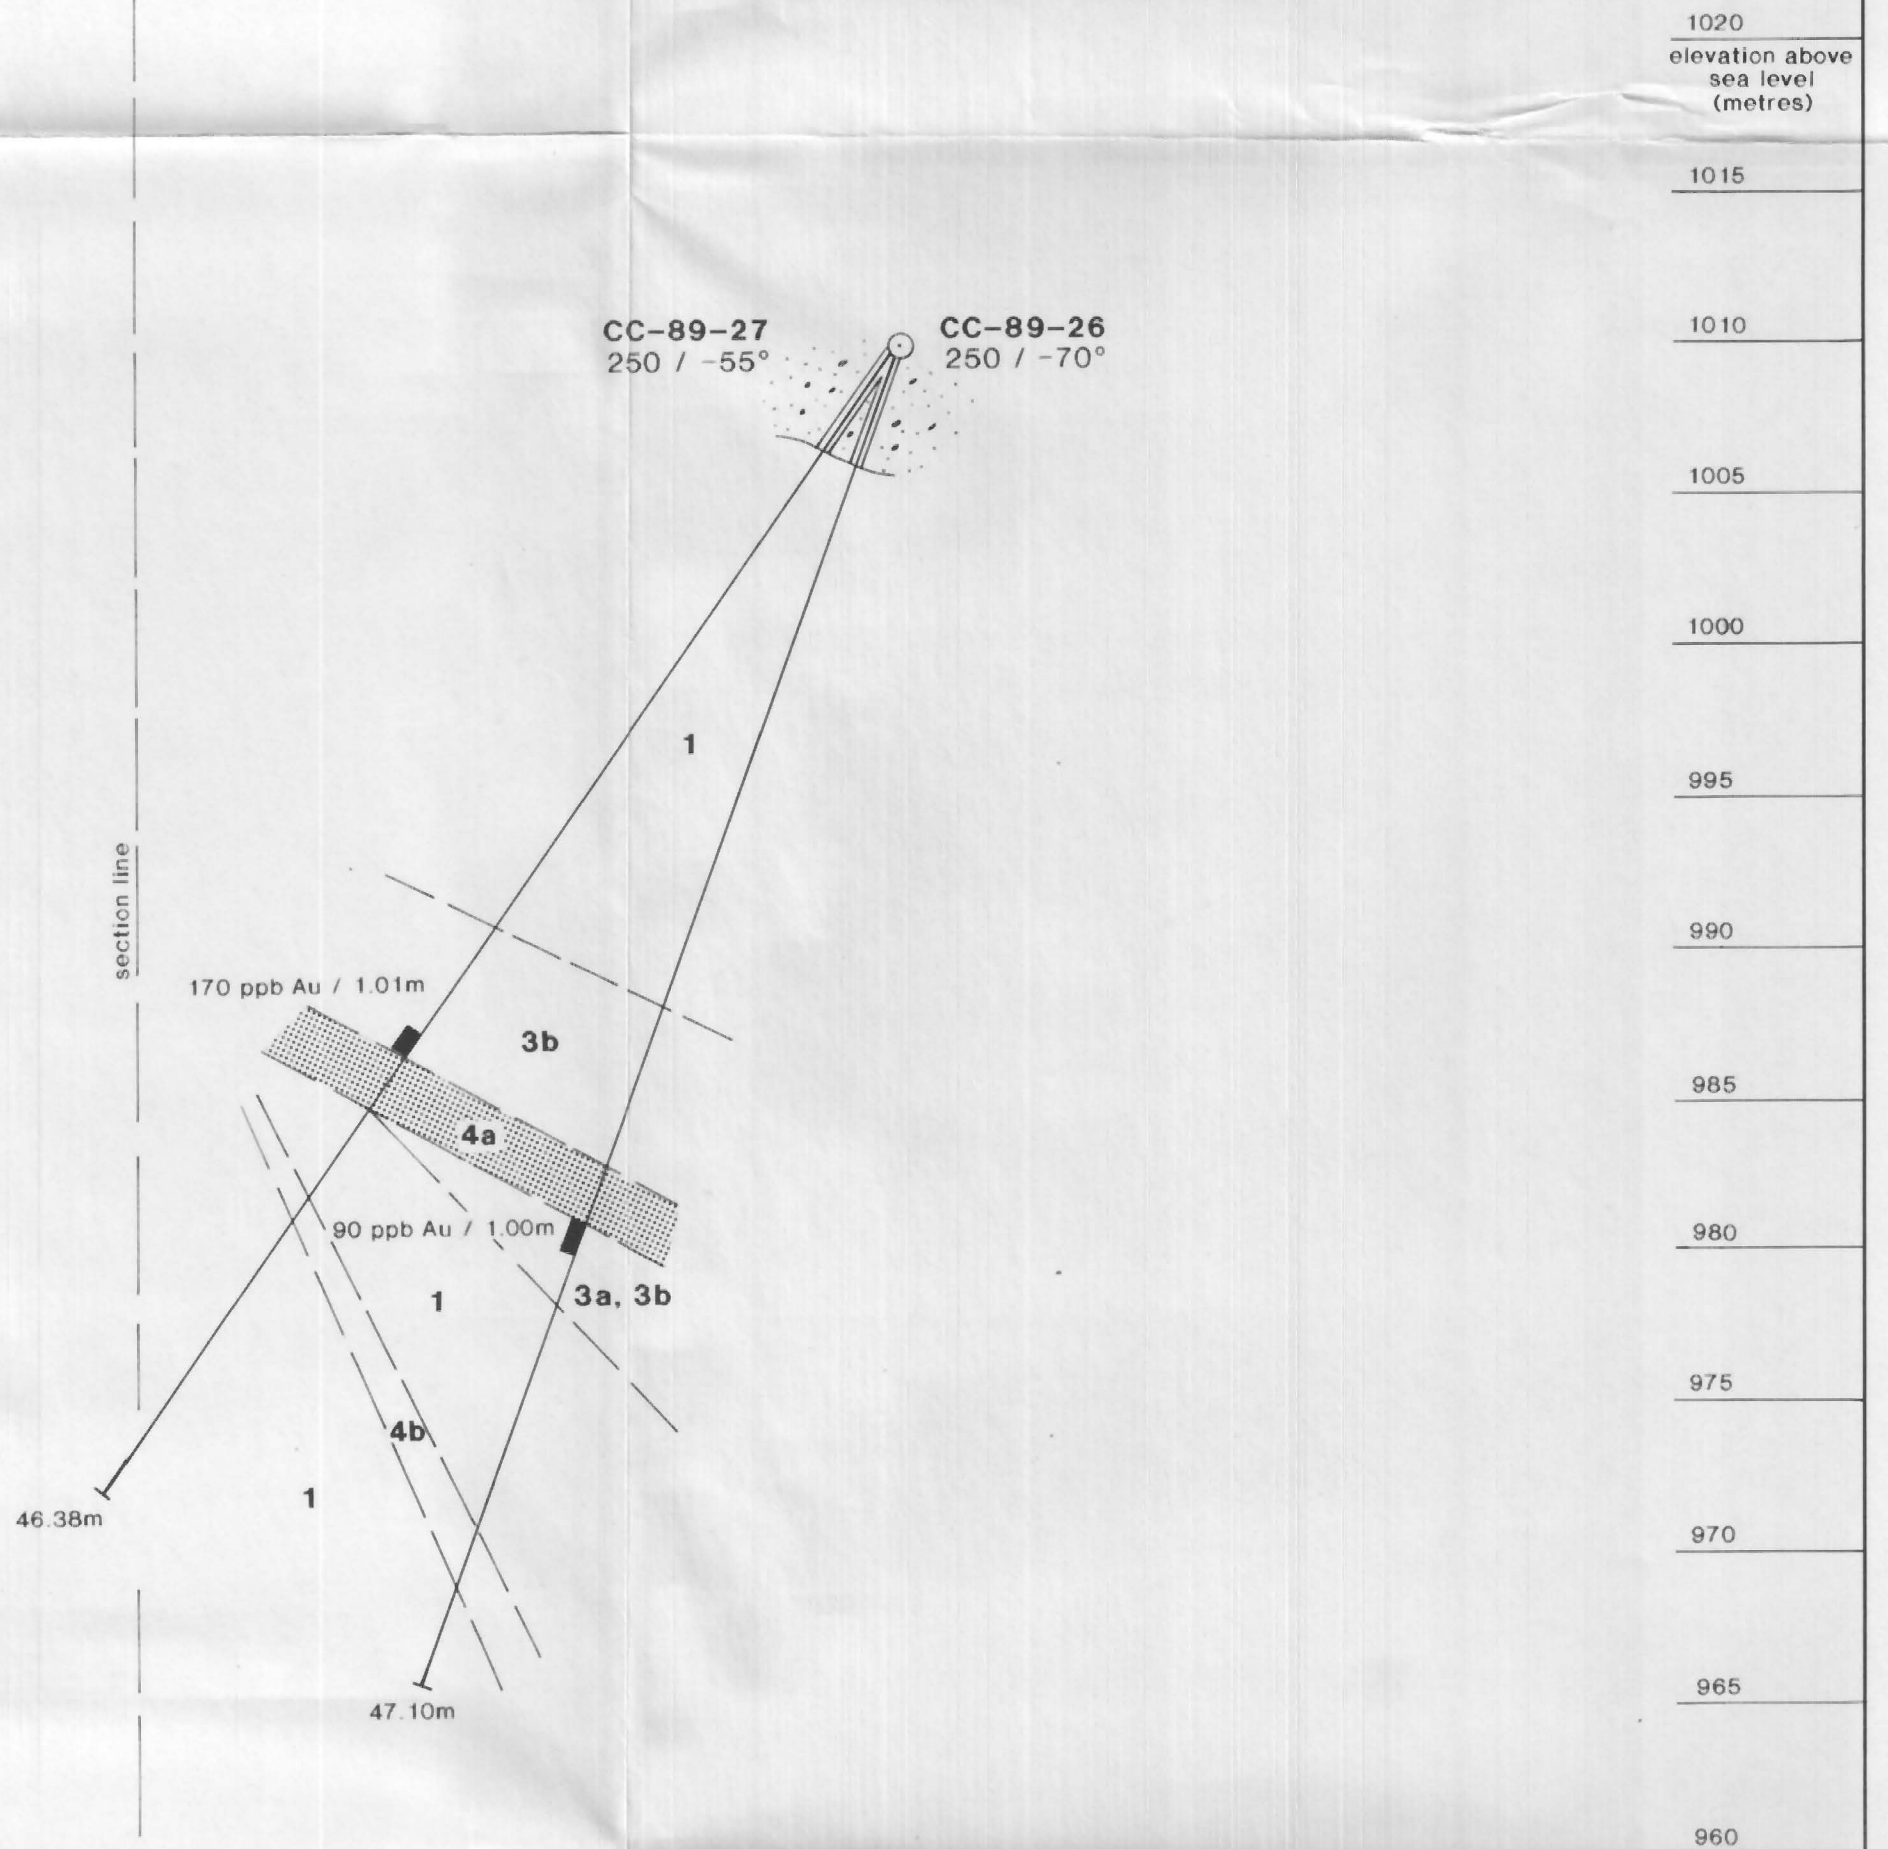 1020
elevation above
sea level
(metres)
1015
1010
CC-89-27
250 / -55°
CC-89-26
250 / -70°
1005
1000
1
995
section line
990
170 ppb Au / 1.01m
3b
985
4a
90 ppb Au / 1.00m
980
3a, 3b
1
975
4b
1
46.38m
970
965
47.10m
960